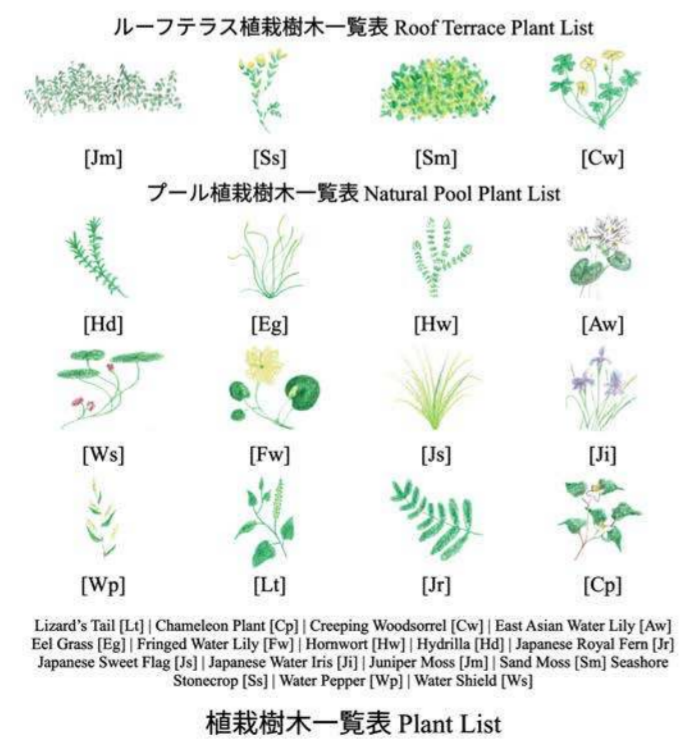 ルーフテラス植栽樹木一覧表 Roof Terrace Plant List
[Jm] [Ss] [Sm] [Cw]
プール植栽樹木一覧表 Natural Pool Plant List
[Hd] [Eg] [Hw] [Aw]
[Ws] [Fw] [Js] [Ji]
[Wp] [Lt] [Jr] [Cp]
Lizard’s Tail [Lt] | Chameleon Plant [Cp] | Creeping Woodsorrel [Cw] | East Asian Water Lily [Aw]
Eel Grass [Eg] | Fringed Water Lily [Fw] | Hornwort [Hw] | Hydrilla [Hd] | Japanese Royal Fern [Jr]
Japanese Sweet Flag [Js] | Japanese Water Iris [Ji] | Juniper Moss [Jm] | Sand Moss [Sm] Seashore
Stonecrop [Ss] | Water Pepper [Wp] | Water Shield [Ws]
植栽樹木一覧表 Plant List